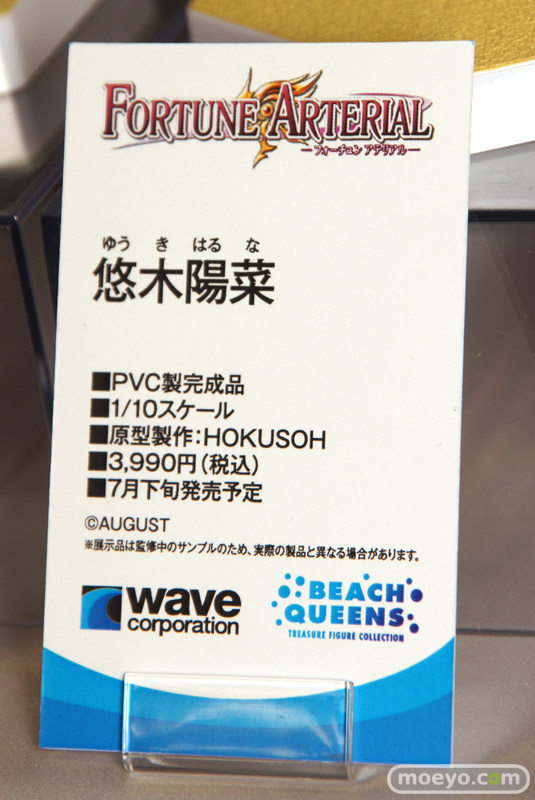 FORTUNE ARTERIAL
フォーチュン アテリアル
ゆう き はる な
悠木陽菜
■PVC製完成品
■1/10スケール
■原型製作:HOKUSOH
■3,990円(税込)
■7月下旬発売予定
©AUGUST
※展示品は監修中のサンプルのため、実際の製品と異なる場合があります。
wave
corporation
BEACH
QUEENS
TREASURE FIGURE COLLECTION
moeyo.com